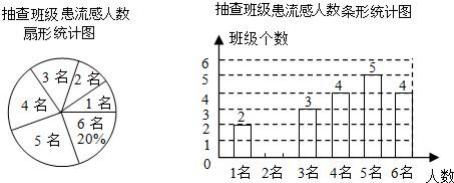 抽查班级患流感人数
扇形统计图
3名
2名
4名
1名
6名
5名
20%
抽查班级患流感人数条形统计图
班级个数
6
5
5
4
4
4
3
3
2
2
1
0
1名 2名 3名 4名 5名 6名 人数